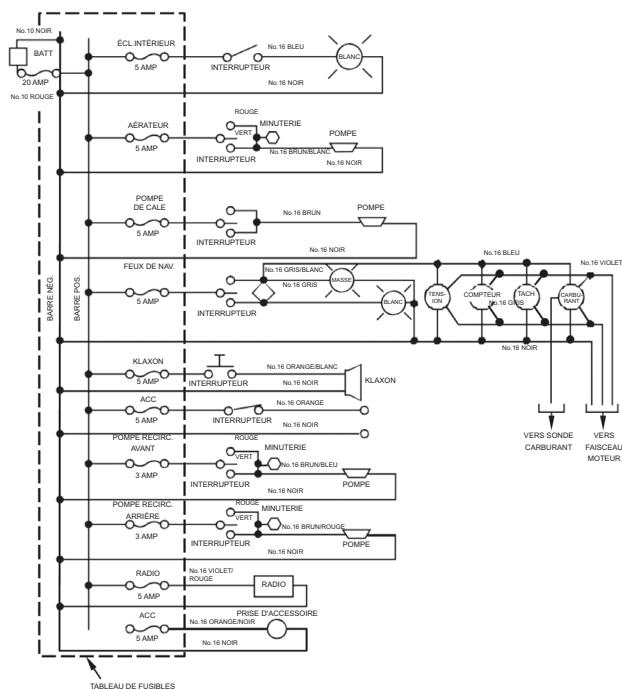 No.10 NOIR
BATT
20 AMP
No.10 ROUGE
BARRE NÉG.
BARRE POS.
ÉCL.INTÉRIEUR
5 AMP
INTERRUPTEUR
No.16 BLEU
BLANC
No.16 NOIR
AÉRATEUR
5 AMP
ROUGE
VERT
INTERRUPTEUR
MINUTERIE
No.16 BRUN/BLANC
POMPE
No.16 NOIR
POMPE
DE CALE
5 AMP
INTERRUPTEUR
No.16 BRUN
POMPE
No.16 NOIR
FEUX DE NAV.
5 AMP
INTERRUPTEUR
No.16 GRIS/BLANC
No.16 GRIS
MASSE
BLANC
No.16 BLEU
No.16 VIOLET
TENS-
ION
COMPTEUR
No.16 GRIS
TACH
CARBU-
RANT
No.16 NOIR
VERS SONDE
CARBURANT
VERS
FAISCEAU
MOTEUR
KLAXON
5 AMP
INTERRUPTEUR
No.16 ORANGE/BLANC
No.16 NOIR
KLAXON
ACC
5 AMP
INTERRUPTEUR
No.16 ORANGE
No.16 NOIR
POMPE RECIRC.
AVANT
3 AMP
ROUGE
VERT
INTERRUPTEUR
MINUTERIE
No.16 BRUN/BLEU
POMPE
No.16 NOIR
POMPE RECIRC.
ARRIÈRE
3 AMP
ROUGE
VERT
INTERRUPTEUR
MINUTERIE
No.16 BRUN/ROUGE
POMPE
No.16 NOIR
RADIO
5 AMP
No.16 VIOLET/
ROUGE
RADIO
No.16 NOIR
ACC
5 AMP
No.16 ORANGE/NOIR
PRISE D'ACCESSOIRE
No.16 NOIR
TABLEAU DE FUSIBLES